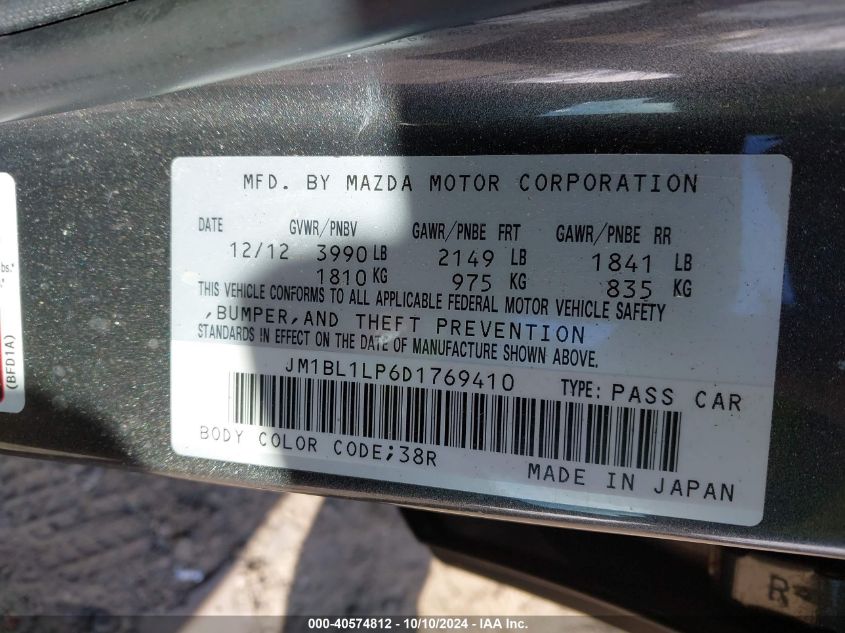 MFD. BY MAZDA MOTOR CORPORATION
DATE GVWR/PNBV GAWR/PNBE FRT GAWR/PNBE RR
12/12 3990 LB 2149 LB 1841 LB
1810 KG 975 KG 835 KG
THIS VEHICLE CONFORMS TO ALL APPLICABLE FEDERAL MOTOR VEHICLE SAFETY
,BUMPER,AND THEFT PREVENTION
STANDARDS IN EFFECT ON THE DATE OF MANUFACTURE SHOWN ABOVE.
JM1BL1LP6D1769410 TYPE: PASS CAR
BODY COLOR CODE;38R
MADE IN JAPAN
lbs.
(BFD1A)
R
000-40574812 - 10/10/2024 - IAA Inc.